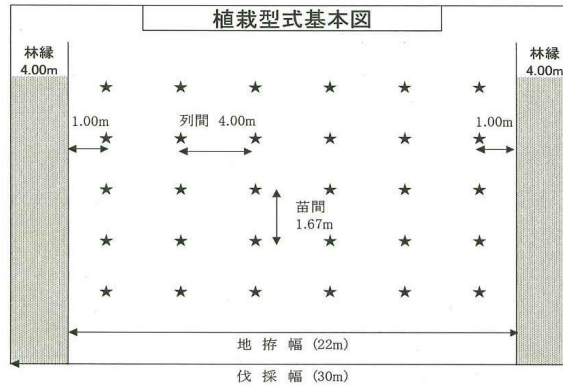 植栽型式基本図
林縁
4.00m
林縁
4.00m
1.00m
列間 4.00m
1.00m
苗間
1.67m
地拵幅 (22m)
伐採幅 (30m)